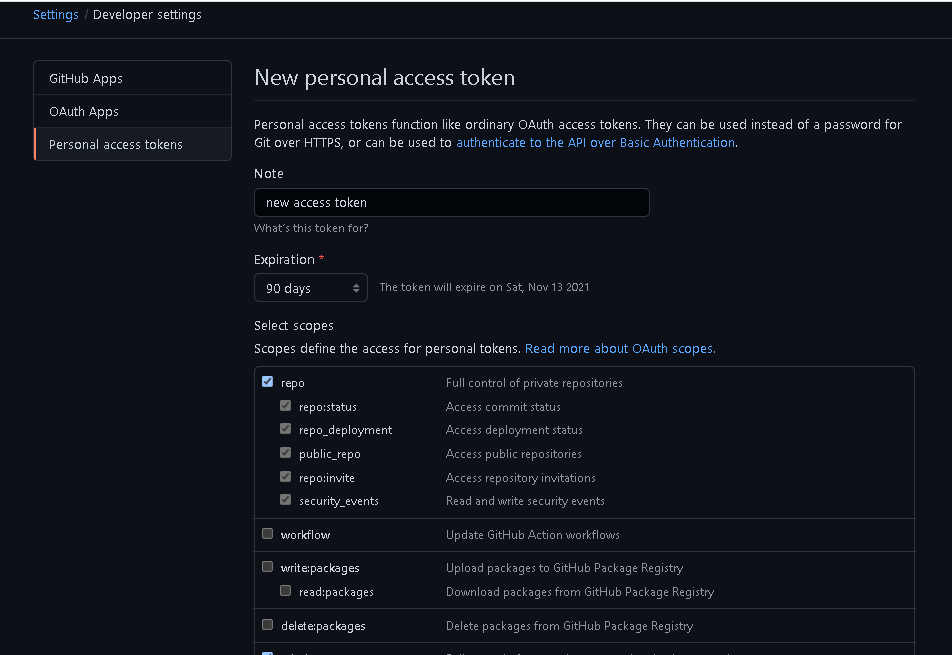 Settings / Developer settings
GitHub Apps
OAuth Apps
Personal access tokens
New personal access token
Personal access tokens function like ordinary OAuth access tokens. They can be used instead of a password for
Git over HTTPS, or can be used to authenticate to the API over Basic Authentication.
Note
new access token
What's this token for?
Expiration *
90 days The token will expire on Sat, Nov 13 2021
Select scopes
Scopes define the access for personal tokens. Read more about OAuth scopes.
repo Full control of private repositories
repo:status Access commit status
repo_deployment Access deployment status
public_repo Access public repositories
repo:invite Access repository invitations
security_events Read and write security events
workflow Update GitHub Action workflows
write:packages Upload packages to GitHub Package Registry
read:packages Download packages from GitHub Package Registry
delete:packages Delete packages from GitHub Package Registry